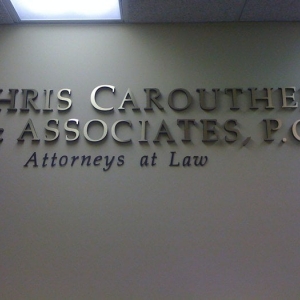 HRIS CAROUTHE
& ASSOCIATES, P.C
Attorneys at Law